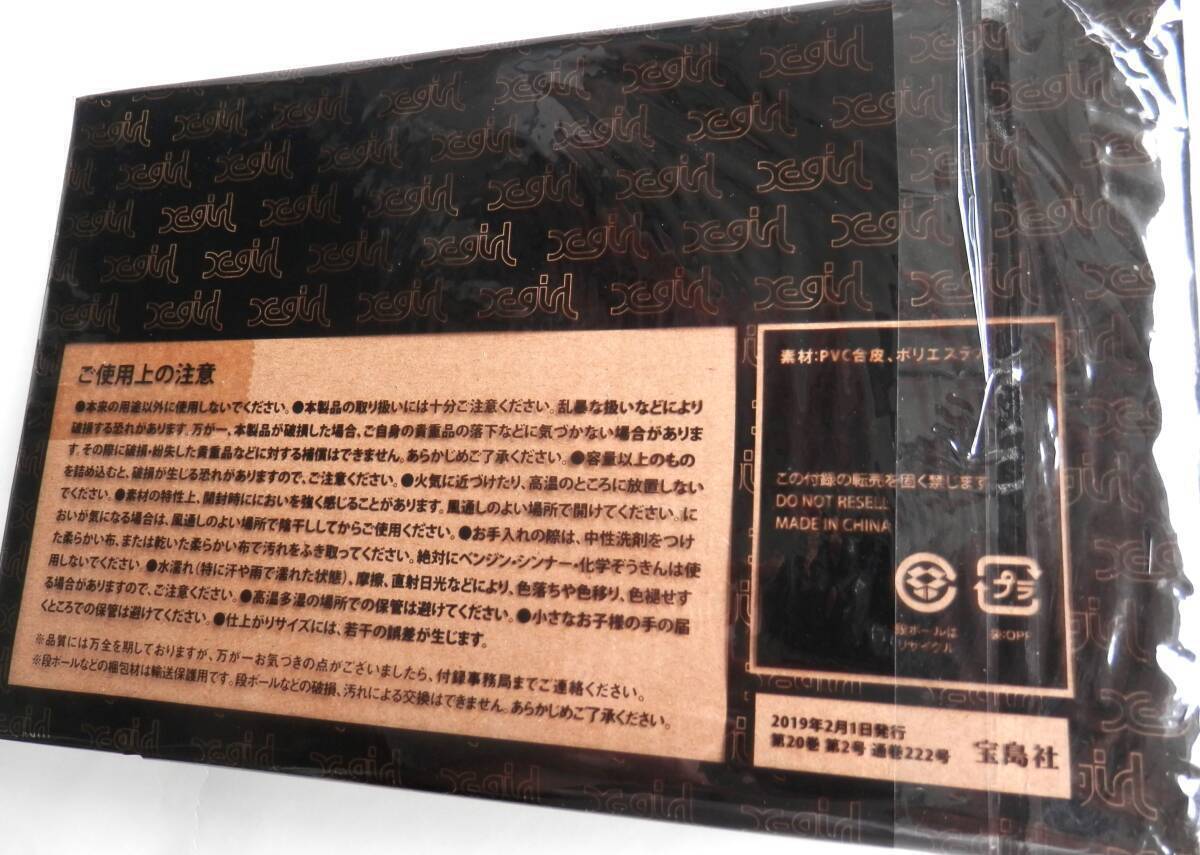 X-girl X-girl X-girl X-girl X-girl X-girl X-girl
ご使用上の注意
●本来の用途以外に使用しないでください。●本製品の取り扱いには十分ご注意ください。乱暴な扱いなどにより
破損する恐れがあります。万が一、本製品が破損した場合、ご自身の貴重品の落下などに気づかない場合がありま
す。その際に破損・紛失した貴重品などに対する補償はできません。あらかじめご了承ください。●容量以上のもの
を詰め込むと、破損が生じる恐れがありますので、ご注意ください。●火気に近づけたり、高温のところに放置しない
でください。●素材の特性上、開封時ににおいを強く感じることがあります。風通しのよい場所で開けてください。に
おいが気になる場合は、風通しのよい場所で陰干ししてからご使用ください。●お手入れの際は、中性洗剤をつけ
た柔らかい布、または乾いた柔らかい布で汚れをふき取ってください。絶対にベンジン・シンナー・化学ぞうきんは使
用しないでください。●水濡れ（特に汗や雨で濡れた状態）、摩擦、直射日光などにより、色落ちや色移り、色褪せす
る場合がありますので、ご注意ください。●高温多湿の場所での保管は避けてください。●小さなお子様の手の届
くところでの保管は避けてください。●仕上がりサイズには、若干の誤差が生じます。
※品質には万全を期しておりますが、万が一お気づきの点がございましたら、付録事務局までご連絡ください。
※段ボールなどの梱包材は輸送保護用です。段ボールなどの破損、汚れによる交換はできません。あらかじめご了承ください。
素材:PVC合皮、ポリエステル
この付録の転売を固く禁じます
DO NOT RESELL
MADE IN CHINA
プラ
段ボールは
リサイクル
袋:OPP
2019年2月1日発行
第20巻 第2号 通巻222号 宝島社